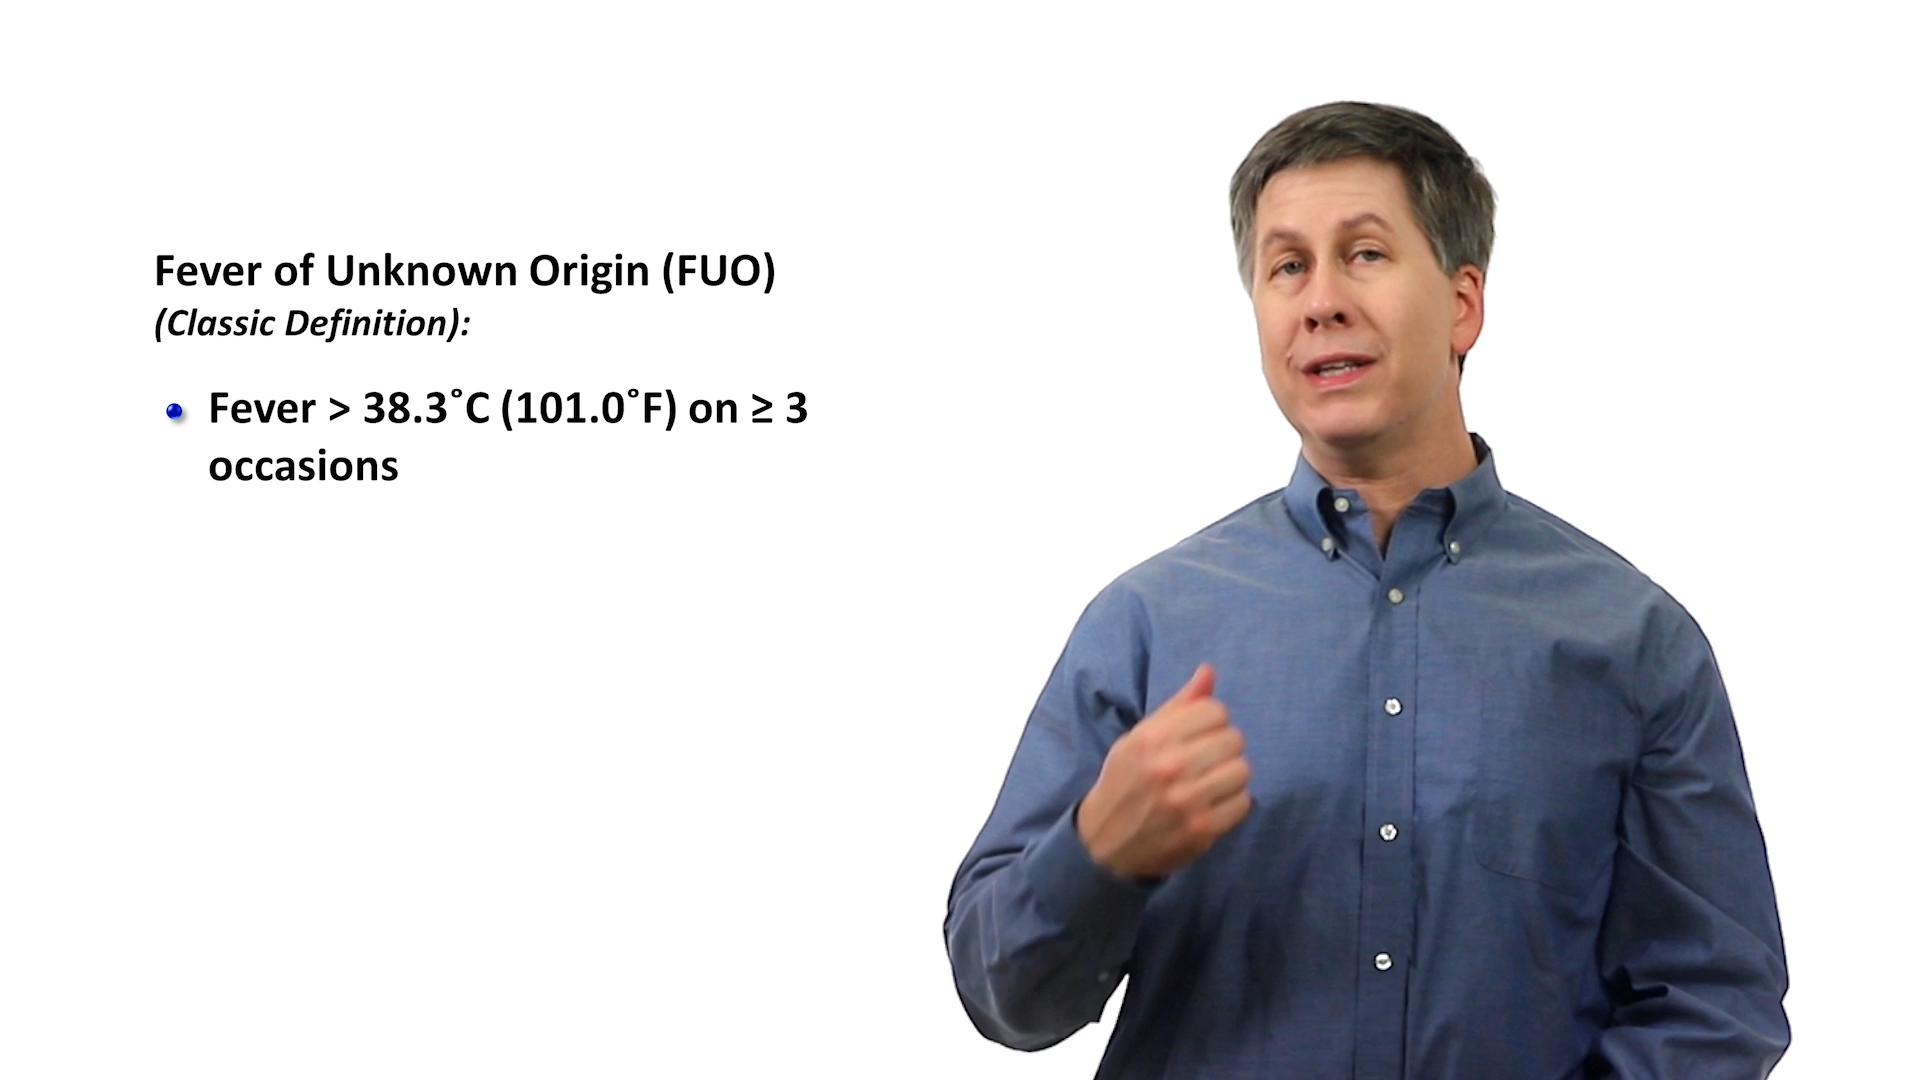 Fever of Unknown Origin (FUO)
(Classic Definition):
Fever > 38.3˚C (101.0˚F) on ≥ 3
occasions